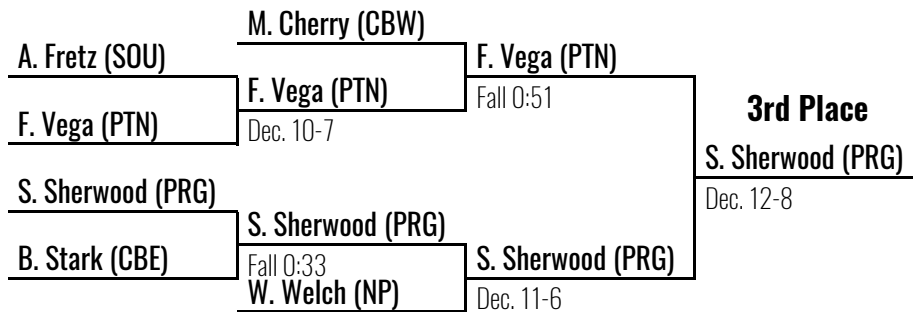 M. Cherry (CBW)
A. Fretz (SOU)
F. Vega (PTN)
F. Vega (PTN)
Fall 0:51
F. Vega (PTN)
Dec. 10-7
3rd Place
S. Sherwood (PRG)
Dec. 12-8
S. Sherwood (PRG)
S. Sherwood (PRG)
B. Stark (CBE)
Fall 0:33
S. Sherwood (PRG)
W. Welch (NP)
Dec. 11-6